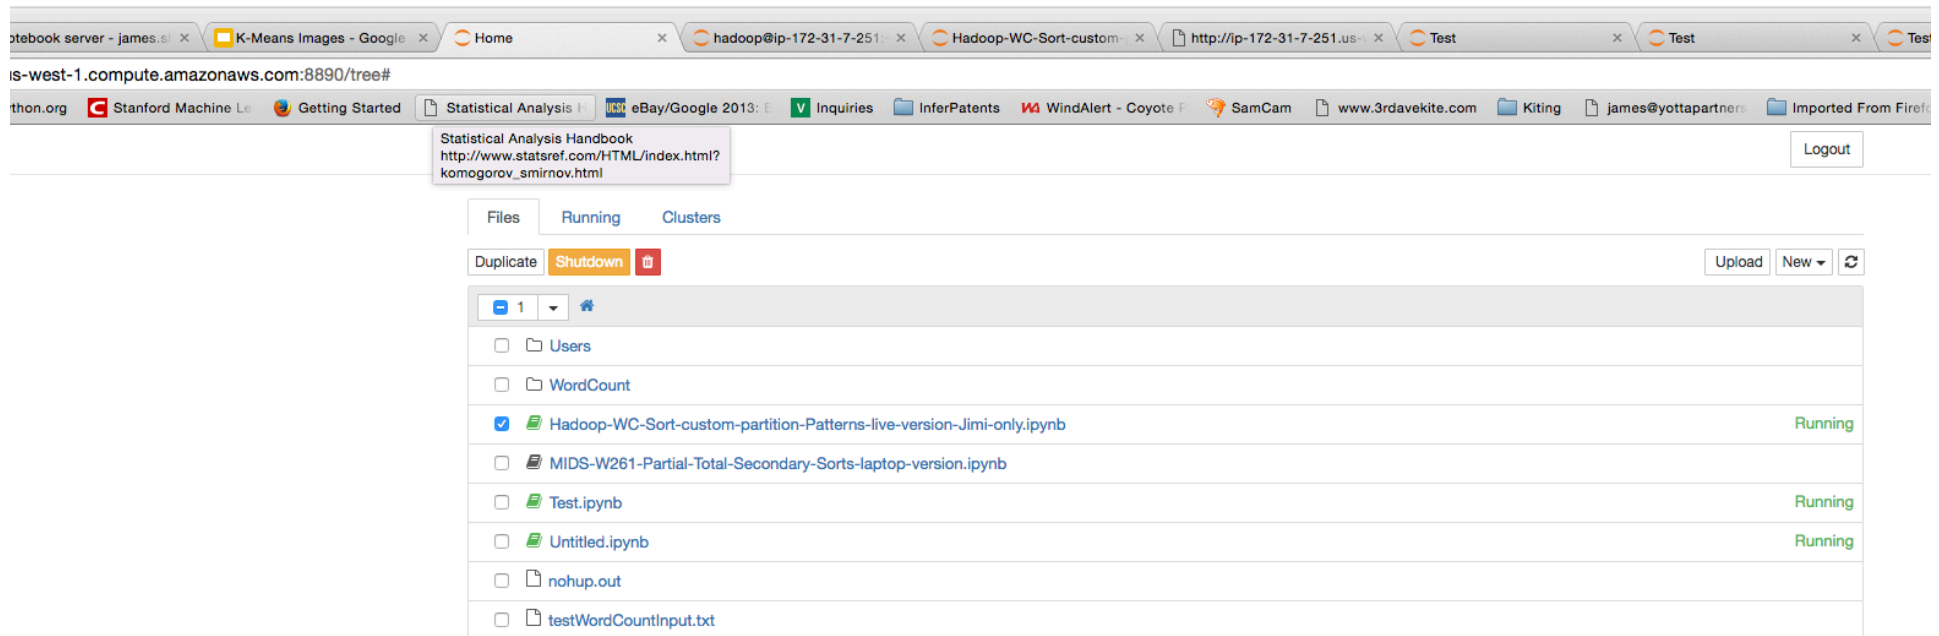 otebook server - james.s K-Means Images - Google Home hadoop@ip-172-31-7-251: Hadoop-WC-Sort-custom- http://ip-172-31-7-251.us- Test Test Tes
s-west-1.compute.amazonaws.com:8890/tree#
thon.org Stanford Machine Le Getting Started Statistical Analysis H eBay/Google 2013: E Inquiries InferPatents WindAlert - Coyote P SamCam www.3rdavekite.com Kiting james@yottapartners Imported From Firefo
Statistical Analysis Handbook
http://www.statsref.com/HTML/index.html?
komogorov_smirnov.html
Logout
Files Running Clusters
Duplicate Shutdown Upload New
1
Users
WordCount
Hadoop-WC-Sort-custom-partition-Patterns-live-version-Jimi-only.ipynb Running
MIDS-W261-Partial-Total-Secondary-Sorts-laptop-version.ipynb
Test.ipynb Running
Untitled.ipynb Running
nohup.out
testWordCountInput.txt